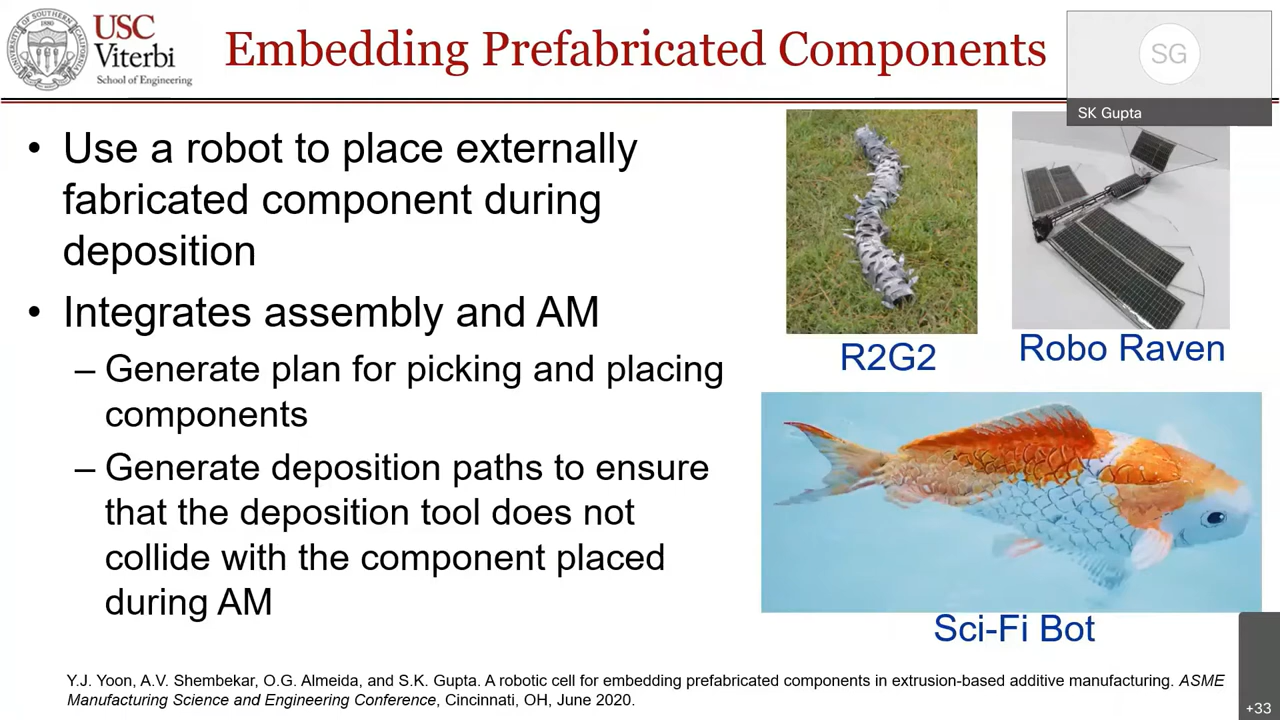 USC
Viterbi
School of Engineering
Embedding Prefabricated Components
SG
SK Gupta
• Use a robot to place externally
fabricated component during
deposition
• Integrates assembly and AM
– Generate plan for picking and placing
components
– Generate deposition paths to ensure
that the deposition tool does not
collide with the component placed
during AM
R2G2
Robo Raven
Sci-Fi Bot
Y.J. Yoon, A.V. Shembekar, O.G. Almeida, and S.K. Gupta. A robotic cell for embedding prefabricated components in extrusion-based additive manufacturing. ASME
Manufacturing Science and Engineering Conference, Cincinnati, OH, June 2020.
+33